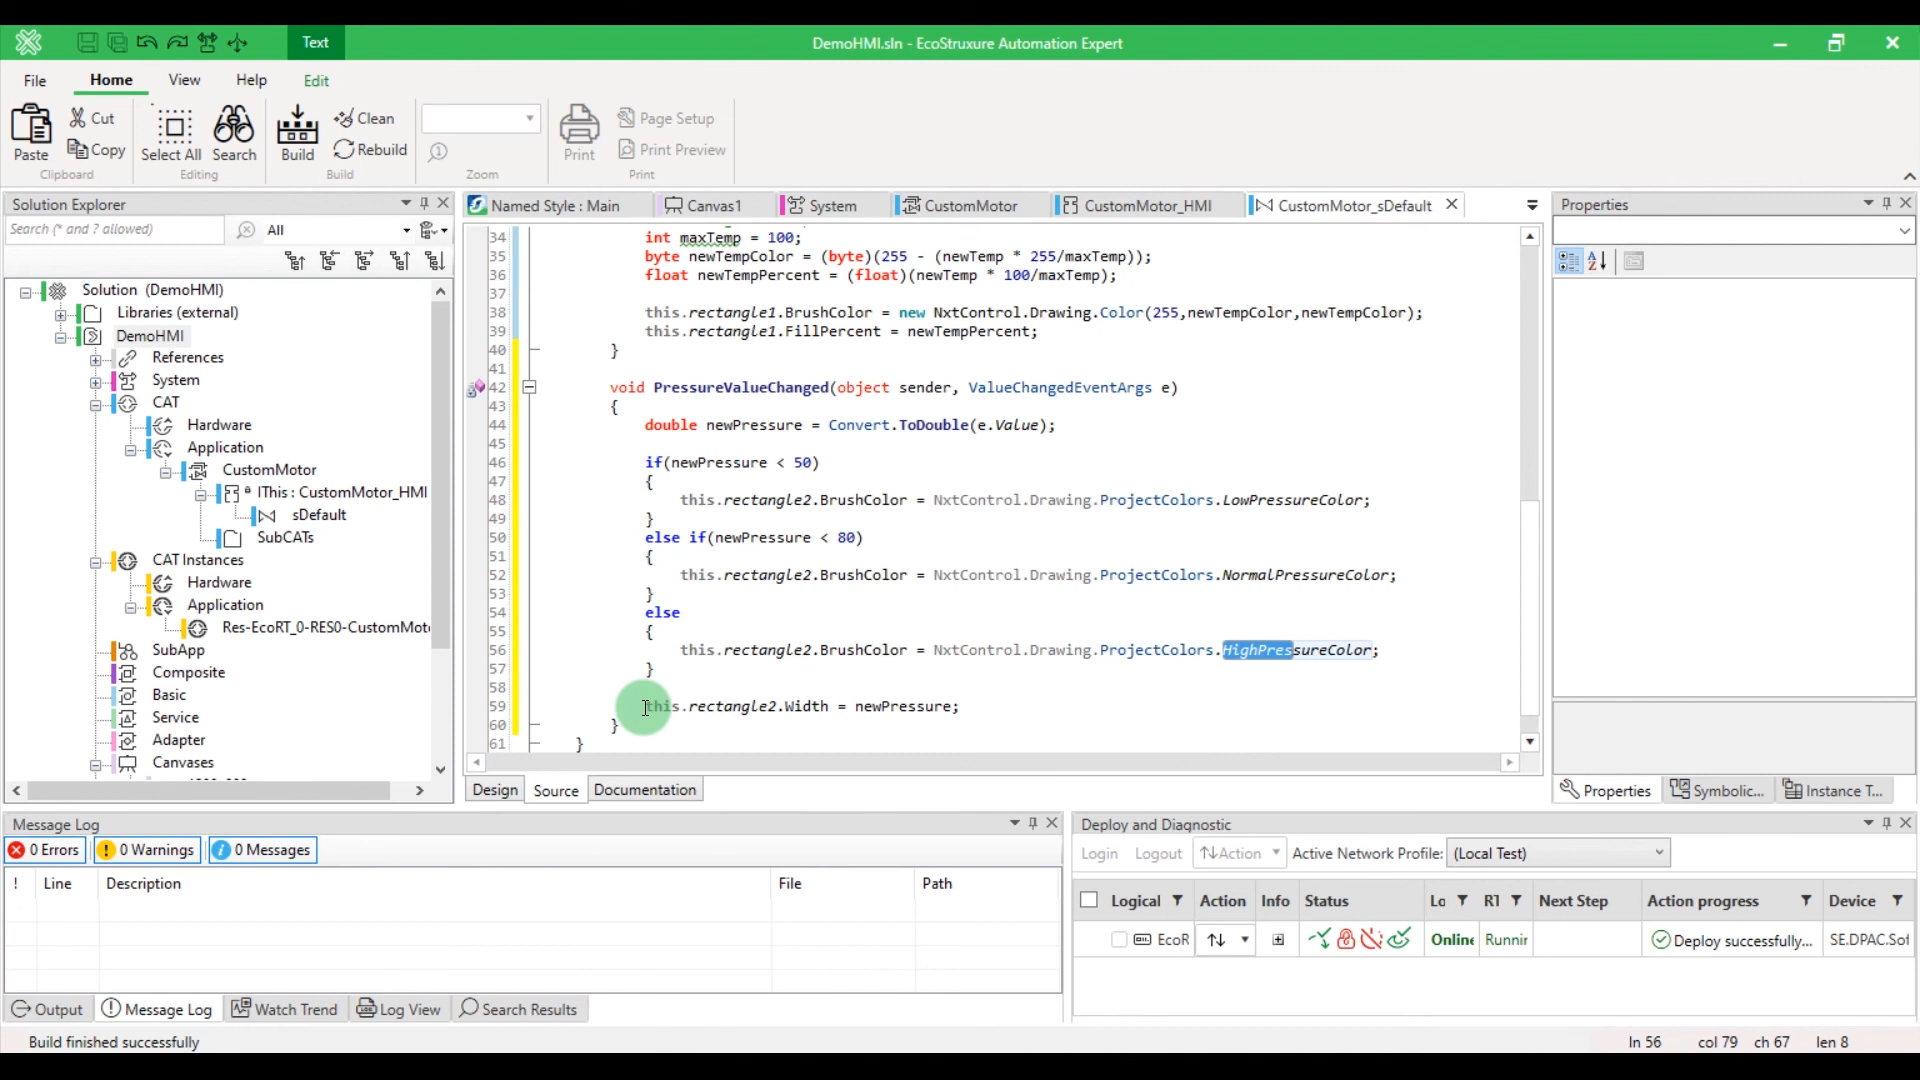 Text
DemoHMI.sln - EcoStruxure Automation Expert
File Home View Help Edit
Paste
Cut
Copy
Clipboard
Select All
Search
Editing
Build
Clean
Rebuild
Build
Zoom
Print
Page Setup
Print Preview
Print
Solution Explorer
Search (* and ? allowed)
All
Solution (DemoHMI)
Libraries (external)
DemoHMI
References
System
CAT
Hardware
Application
CustomMotor
IThis : CustomMotor_HMI
sDefault
SubCATs
CAT Instances
Hardware
Application
Res-EcoRT_0-RES0-CustomMot
SubApp
Composite
Basic
Service
Adapter
Canvases
Named Style : Main
Canvas1
System
CustomMotor
CustomMotor_HMI
CustomMotor_sDefault
34 int maxTemp = 100;
35 byte newTempColor = (byte)(255 - (newTemp * 255/maxTemp));
36 float newTempPercent = (float)(newTemp * 100/maxTemp);
37
38 this.rectangle1.BrushColor = new NxtControl.Drawing.Color(255,newTempColor,newTempColor);
39 this.rectangle1.FillPercent = newTempPercent;
40 }
41
42 void PressureValueChanged(object sender, ValueChangedEventArgs e)
43 {
44 double newPressure = Convert.ToDouble(e.Value);
45
46 if(newPressure < 50)
47 {
48 this.rectangle2.BrushColor = NxtControl.Drawing.ProjectColors.LowPressureColor;
49 }
50 else if(newPressure < 80)
51 {
52 this.rectangle2.BrushColor = NxtControl.Drawing.ProjectColors.NormalPressureColor;
53 }
54 else
55 {
56 this.rectangle2.BrushColor = NxtControl.Drawing.ProjectColors.HighPressureColor;
57 }
58
59 this.rectangle2.Width = newPressure;
60 }
61 }
Design
Source
Documentation
Properties
Properties
Symbolic...
Instance T...
Message Log
0 Errors
0 Warnings
0 Messages
! Line Description File Path
Output
Message Log
Watch Trend
Log View
Search Results
Deploy and Diagnostic
Login Logout Action Active Network Profile: (Local Test)
Logical Action Info Status Lo RT Next Step Action progress Device
EcoR Online Runnin Deploy successfully... SE.DPAC.Sof
Build finished successfully
ln 56 col 79 ch 67 len 8